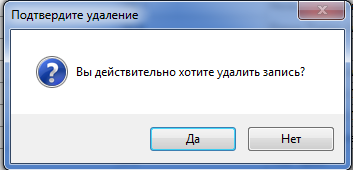 Подтвердите удаление
Вы действительно хотите удалить запись?
Да
Нет